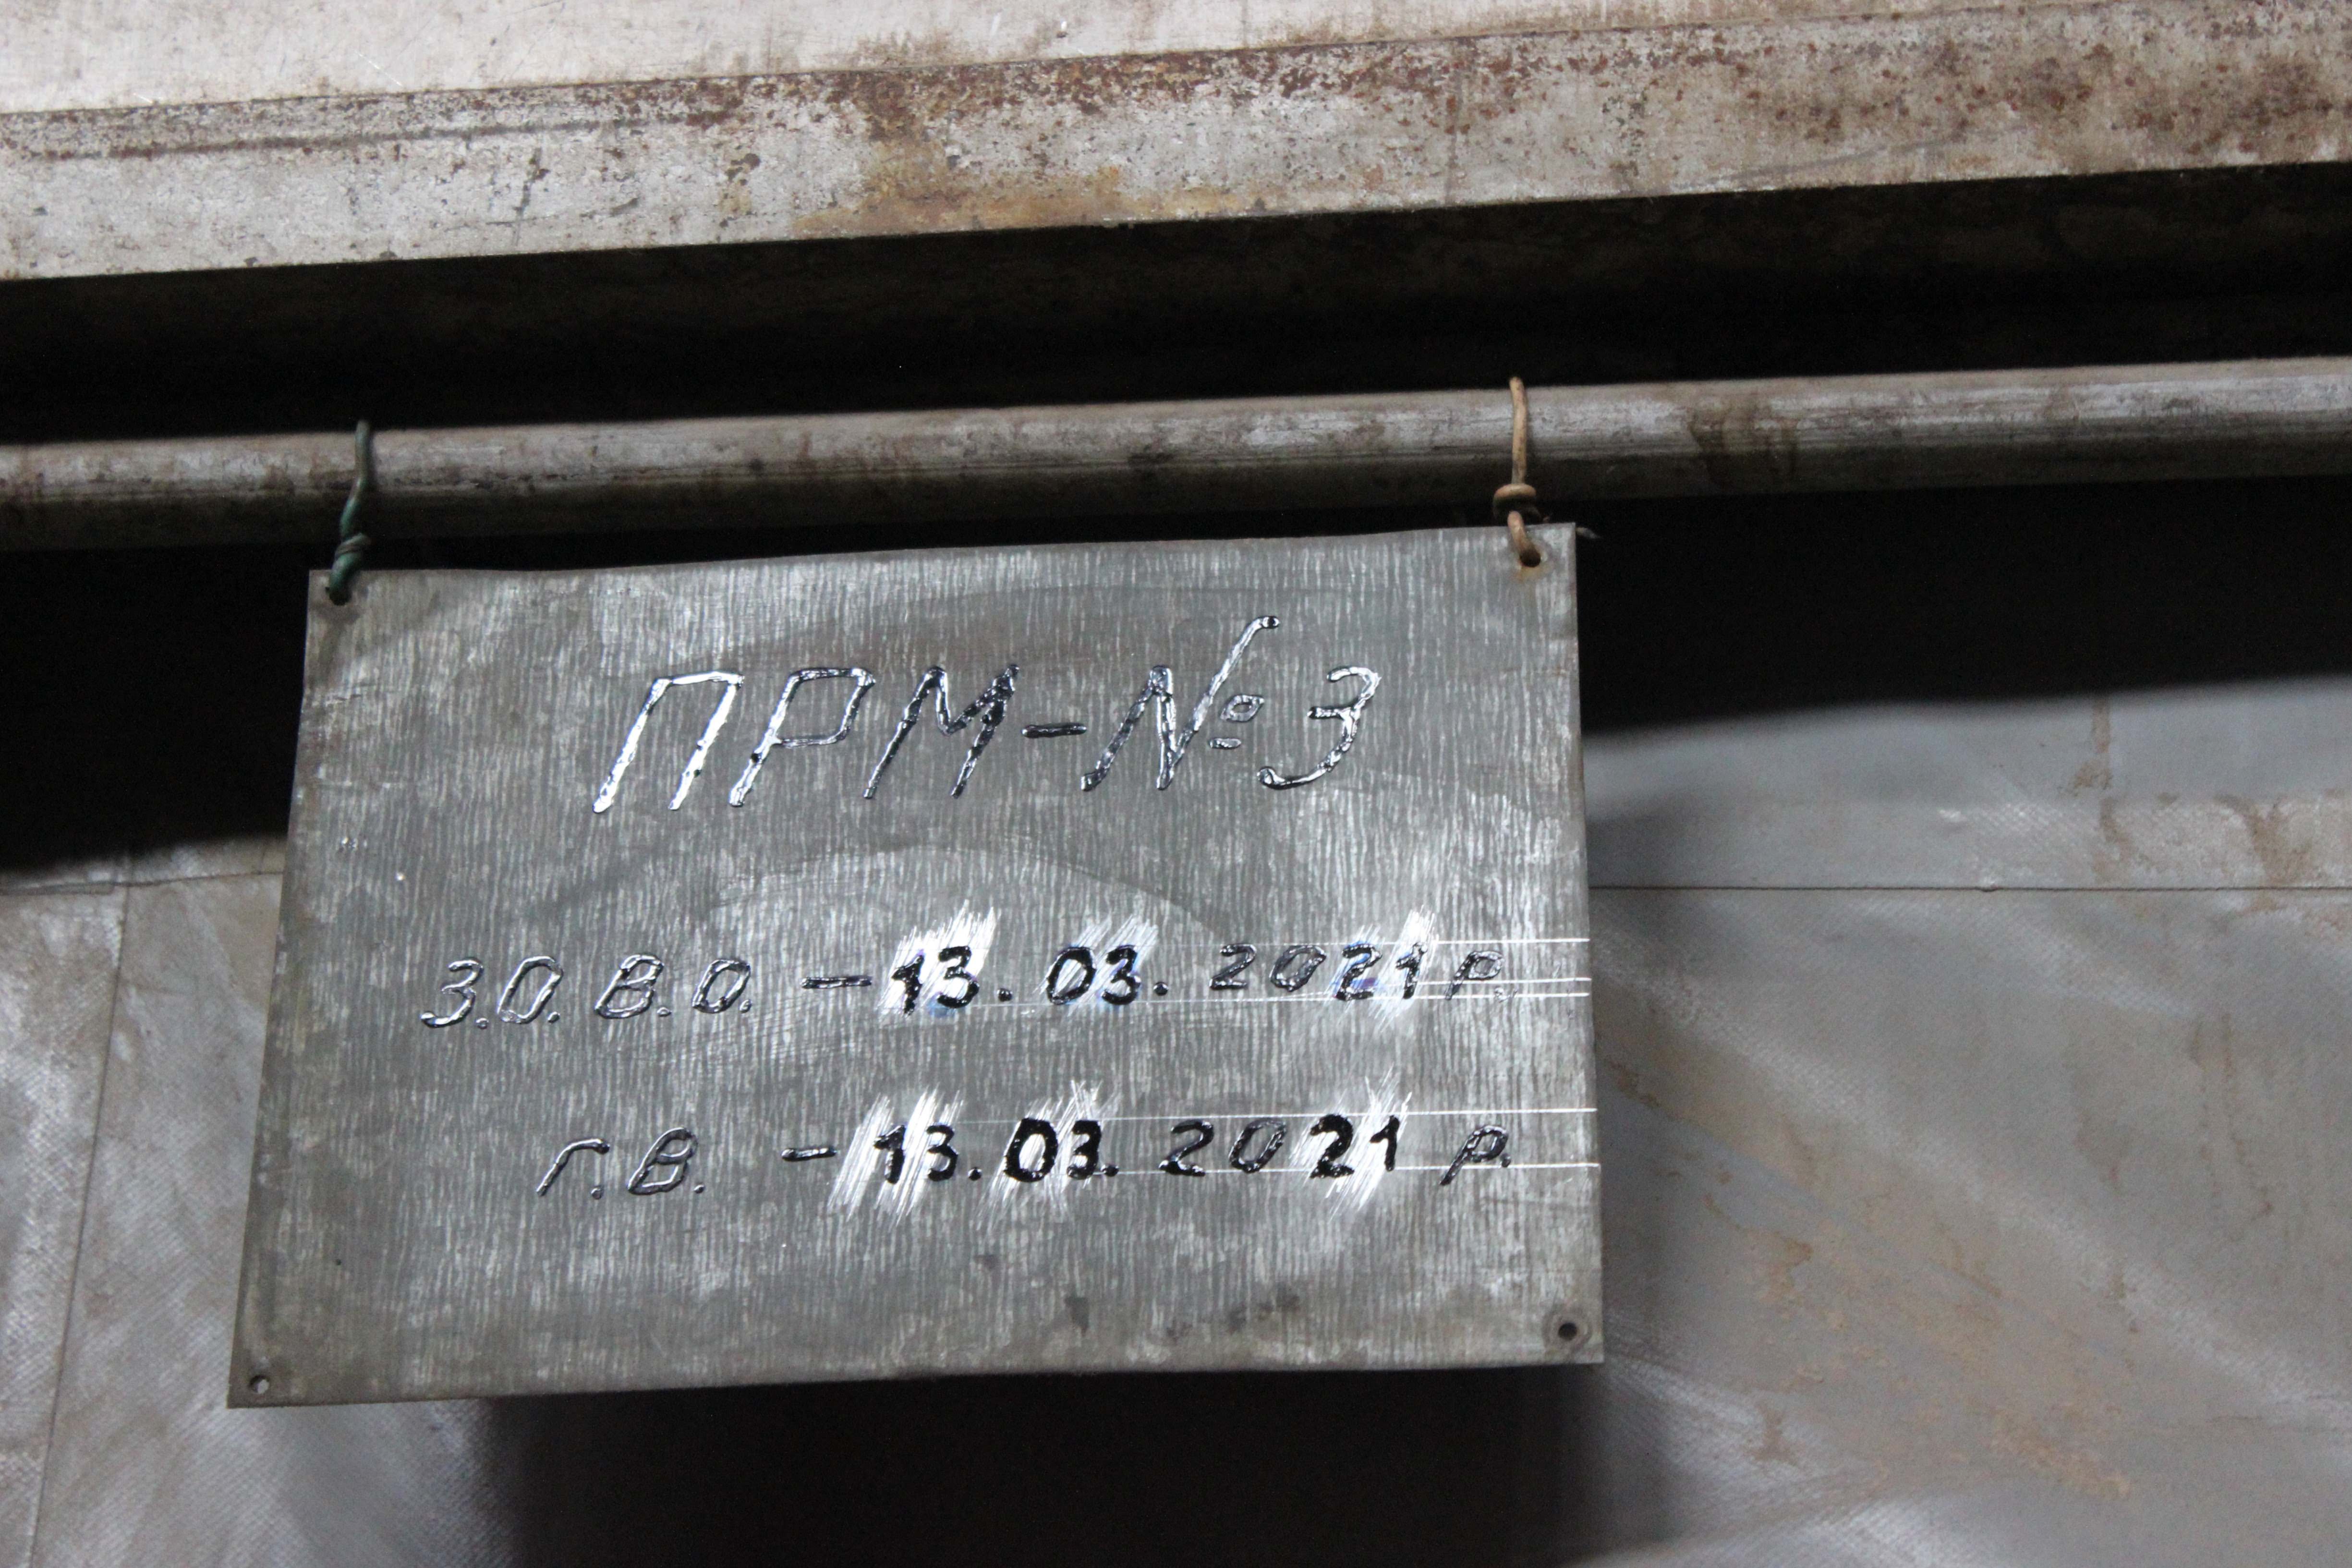 ПРМ-№3
З.О. В.О. - 13.03.2021 р.
Г.В. - 13.03.2021 р.